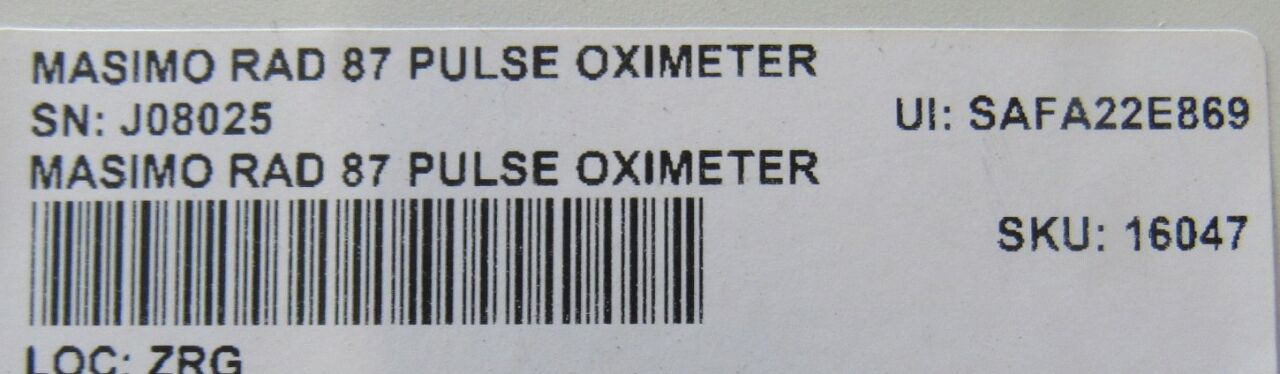 MASIMO RAD 87 PULSE OXIMETER
SN: J08025
UI: SAFA22E869
MASIMO RAD 87 PULSE OXIMETER
SKU: 16047
LOC: ZRG